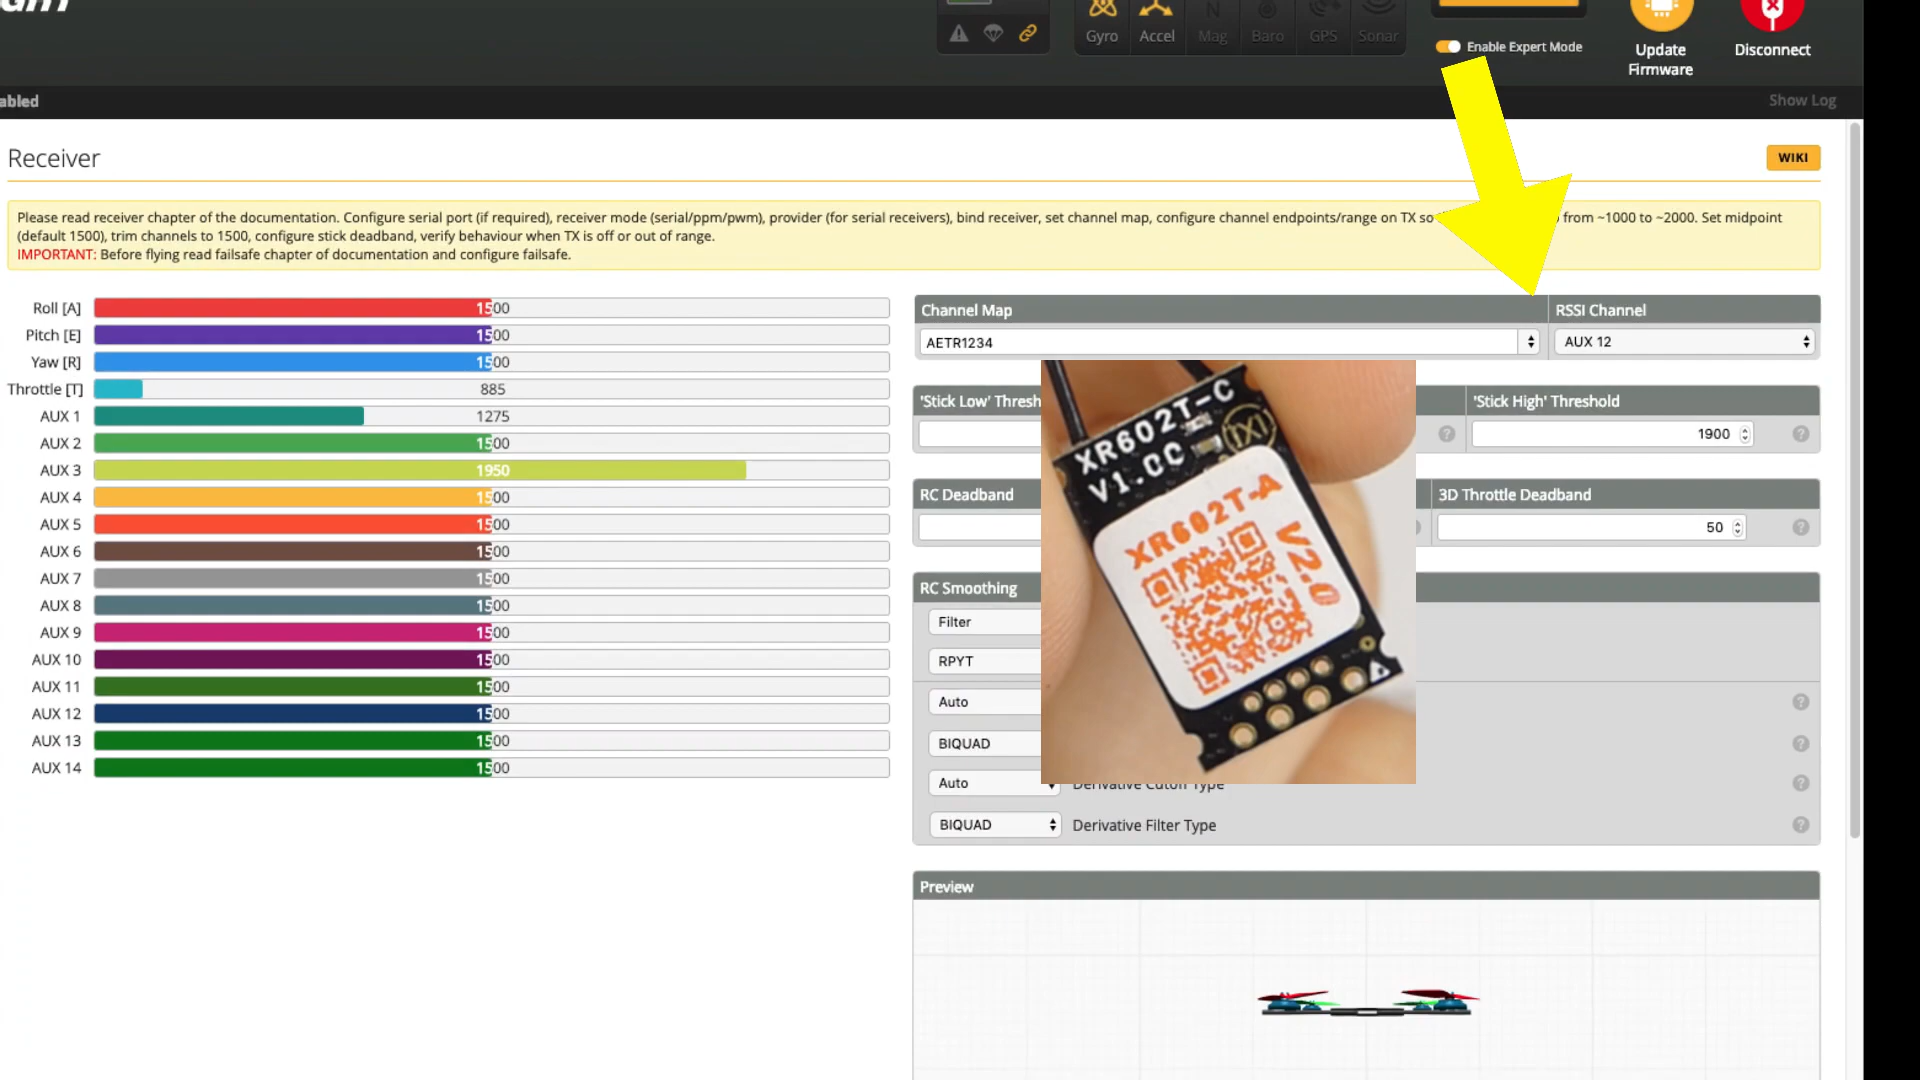 Gyro
Accel
Mag
Baro
GPS
Sonar
Enable Expert Mode
Update
Firmware
Disconnect
abled
Show Log
Receiver
WIKI
Please read receiver chapter of the documentation. Configure serial port (if required), receiver mode (serial/ppm/pwm), provider (for serial receivers), bind receiver, set channel map, configure channel endpoints/range on TX so from ~1000 to ~2000. Set midpoint
(default 1500), trim channels to 1500, configure stick deadband, verify behaviour when TX is off or out of range.
IMPORTANT: Before flying read failsafe chapter of documentation and configure failsafe.
Roll [A] 1500
Pitch [E] 1500
Yaw [R] 1500
Throttle [T] 885
AUX 1 1275
AUX 2 1500
AUX 3 1950
AUX 4 1500
AUX 5 1500
AUX 6 1500
AUX 7 1500
AUX 8 1500
AUX 9 1500
AUX 10 1500
AUX 11 1500
AUX 12 1500
AUX 13 1500
AUX 14 1500
Channel Map
RSSI Channel
AETR1234
AUX 12
'Stick Low' Thresh
'Stick High' Threshold
1900
RC Deadband
3D Throttle Deadband
50
RC Smoothing
Filter
RPYT
Auto
BIQUAD
Auto
Derivative Cutoff Type
BIQUAD
Derivative Filter Type
XR602T-C
V1.0C
XR602T-A
V2.0
Preview